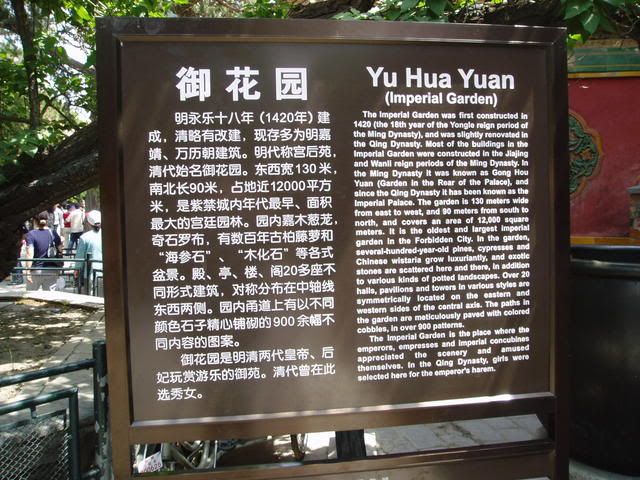 御花园
明永乐十八年（1420年）建
成，清略有改建，现存多为明嘉
靖、万历朝建筑。明代称宫后苑，
清代始名御花园。东西宽130米，
南北长90米，占地近12000平方
米，是紫禁城内年代最早、面积
最大的宫廷园林。园内嘉木葱茏，
奇石罗布，有数百年古柏藤萝和
“海参石”、“木化石”等各式
盆景。殿、亭、楼、阁20多座不
同形式建筑，对称分布在中轴线
东西两侧。园内甬道上有以不同
颜色石子精心铺砌的900余幅不
同内容的图案。
御花园是明清两代皇帝、后
妃玩赏游乐的御苑。清代曾在此
选秀女。
Yu Hua Yuan
(Imperial Garden)
The Imperial Garden was first constructed in
1420 (the 18th year of the Yongle reign period of
the Ming Dynasty), and was slightly renovated in
the Qing Dynasty. Most of the buildings in the
Imperial Garden were constructed in the Jiajing
and Wanli reign periods of the Ming Dynasty. In
the Ming Dynasty it was known as Gong Hou
Yuan (Garden in the Rear of the Palace), and
since the Qing Dynasty it has been known as the
Imperial Palace. The garden is 130 meters wide
from east to west, and 90 meters from south to
north, and covers an area of 12,000 square
meters. It is the oldest and largest imperial
garden in the Forbidden City. In the garden,
several-hundred-year-old pines, cypresses and
Chinese wistaria grow luxuriantly, and exotic
stones are scattered here and there, in addition
to various kinds of potted landscapes. Over 20
halls, pavilions and towers in various styles are
symmetrically located on the eastern and
western sides of the central axis. The paths in
the garden are meticulously paved with colored
cobbles, in over 900 patterns.
The Imperial Garden is the place where the
emperors, empresses and imperial concubines
appreciated the scenery and amused
themselves. In the Qing Dynasty, girls were
selected here for the emperor's harem.